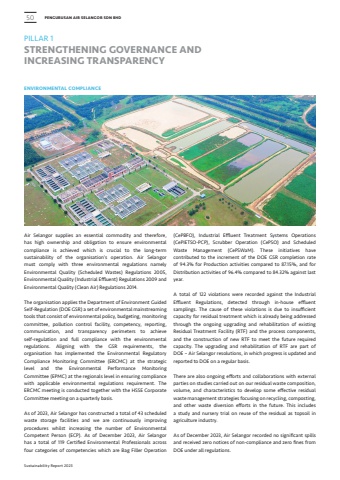 50 PENGURUSAN AIR SELANGOR SDN BHD
PILLAR 1:
STRENGTHENING GOVERNANCE AND
INCREASING TRANSPARENCY
ENVIRONMENTAL COMPLIANCE
Air Selangor supplies an essential commodity and therefore,
has high ownership and obligation to ensure environmental
compliance is achieved which is crucial to the long-term
sustainability of the organisation's operation. Air Selangor
must comply with three environmental regulations namely
Environmental Quality (Scheduled Wastes) Regulations 2005,
Environmental Quality (Industrial Effluent) Regulations 2009 and
Environmental Quality (Clean Air) Regulations 2014.
The organisation applies the Department of Environment Guided
Self-Regulation (DOE GSR) a set of environmental mainstreaming
tools that consist of environmental policy, budgeting, monitoring
committee, pollution control facility, competency, reporting,
communication, and transparency perimeters to achieve
self-regulation and full compliance with the environmental
regulations. Aligning with the GSR requirements, the
organisation has implemented the Environmental Regulatory
Compliance Monitoring Committee (ERCMC) at the strategic
level and the Environmental Performance Monitoring
Committee (EPMC) at the regionals level in ensuring compliance
with applicable environmental regulations requirement. The
ERCMC meeting is conducted together with the HSSE Corporate
Committee meeting on a quarterly basis.
As of 2023, Air Selangor has constructed a total of 43 scheduled
waste storage facilities and we are continuously improving
procedures whilst increasing the number of Environmental
Competent Person (ECP). As of December 2023, Air Selangor
has a total of 119 Certified Environmental Professionals across
four categories of competencies which are Bag Filter Operation
(CePBFO), Industrial Effluent Treatment Systems Operations
(CePIETSO-PCP), Scrubber Operation (CePSO) and Scheduled
Waste Management (CePSWaM). These initiatives have
contributed to the increment of the DOE GSR completion rate
of 94.3% for Production activities compared to 87.15%, and for
Distribution activities of 96.4% compared to 84.32% against last
year.
A total of 122 violations were recorded against the Industrial
Effluent Regulations, detected through in-house effluent
samplings. The cause of these violations is due to insufficient
capacity for residual treatment which is already being addressed
through the ongoing upgrading and rehabilitation of existing
Residual Treatment Facility (RTF) and the process components,
and the construction of new RTF to meet the future required
capacity. The upgrading and rehabilitation of RTF are part of
DOE – Air Selangor resolutions, in which progress is updated and
reported to DOE on a regular basis.
There are also ongoing efforts and collaborations with external
parties on studies carried out on our residual waste composition,
volume, and characteristics to develop some effective residual
waste management strategies focusing on recycling, composting,
and other waste diversion efforts in the future. This includes
a study and nursery trial on reuse of the residual as topsoil in
agriculture industry.
As of December 2023, Air Selangor recorded no significant spills
and received zero notices of non-compliance and zero fines from
DOE under all regulations.
Sustainability Report 2023